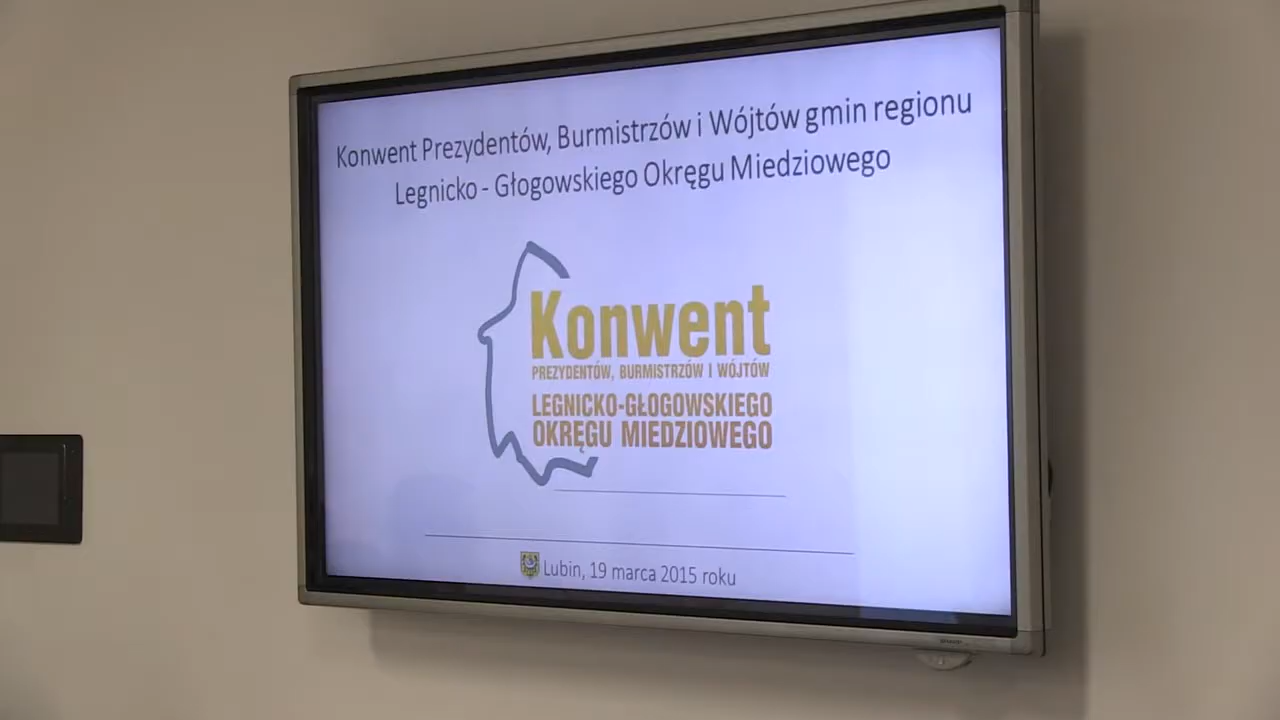 Konwent Prezydentów, Burmistrzów i Wójtów gmin regionu
Legnicko - Głogowskiego Okręgu Miedziowego
Konwent
PREZYDENTÓW, BURMISTRZÓW I WÓJTÓW
LEGNICKO-GŁOGOWSKIEGO
OKRĘGU MIEDZIOWEGO
Lubin, 19 marca 2015 roku